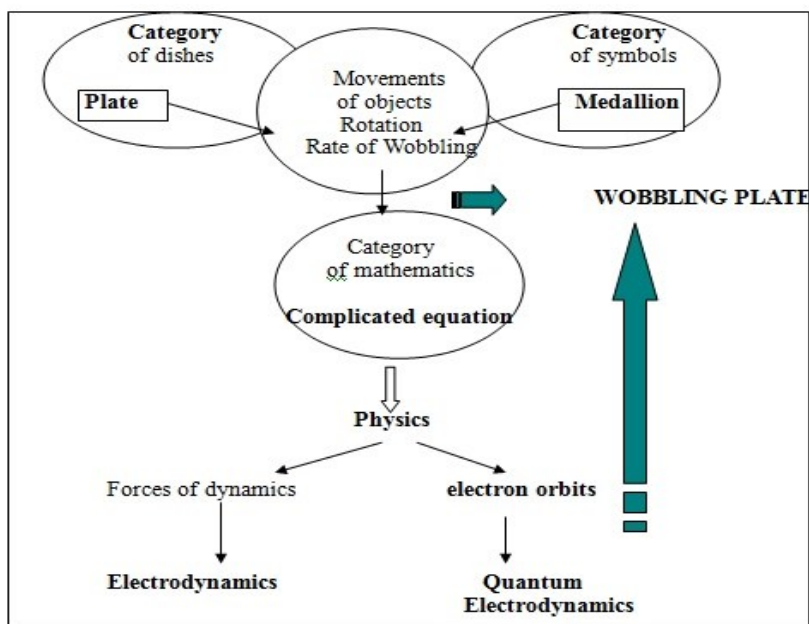 Category
of dishes
Plate
Movements
of objects
Rotation
Rate of Wobbling
Category
of symbols
Medallion
WOBBLING PLATE
Category
of mathematics
Complicated equation
Physics
Forces of dynamics
electron orbits
Electrodynamics
Quantum
Electrodynamics